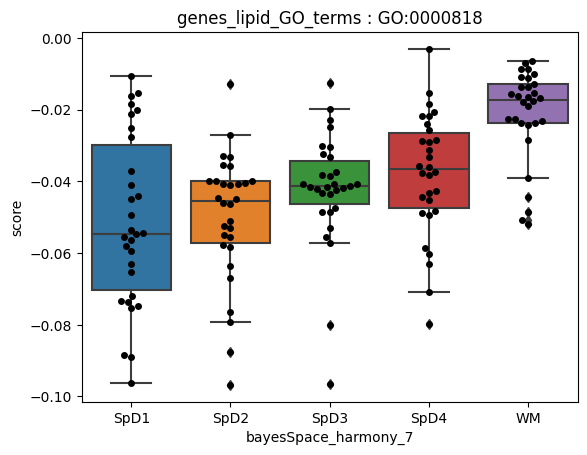 genes_lipid_GO_terms : GO:0000818
0.00
−0.02
−0.04
−0.06
−0.08
−0.10
score
SpD1 SpD2 SpD3 SpD4 WM
bayesSpace_harmony_7